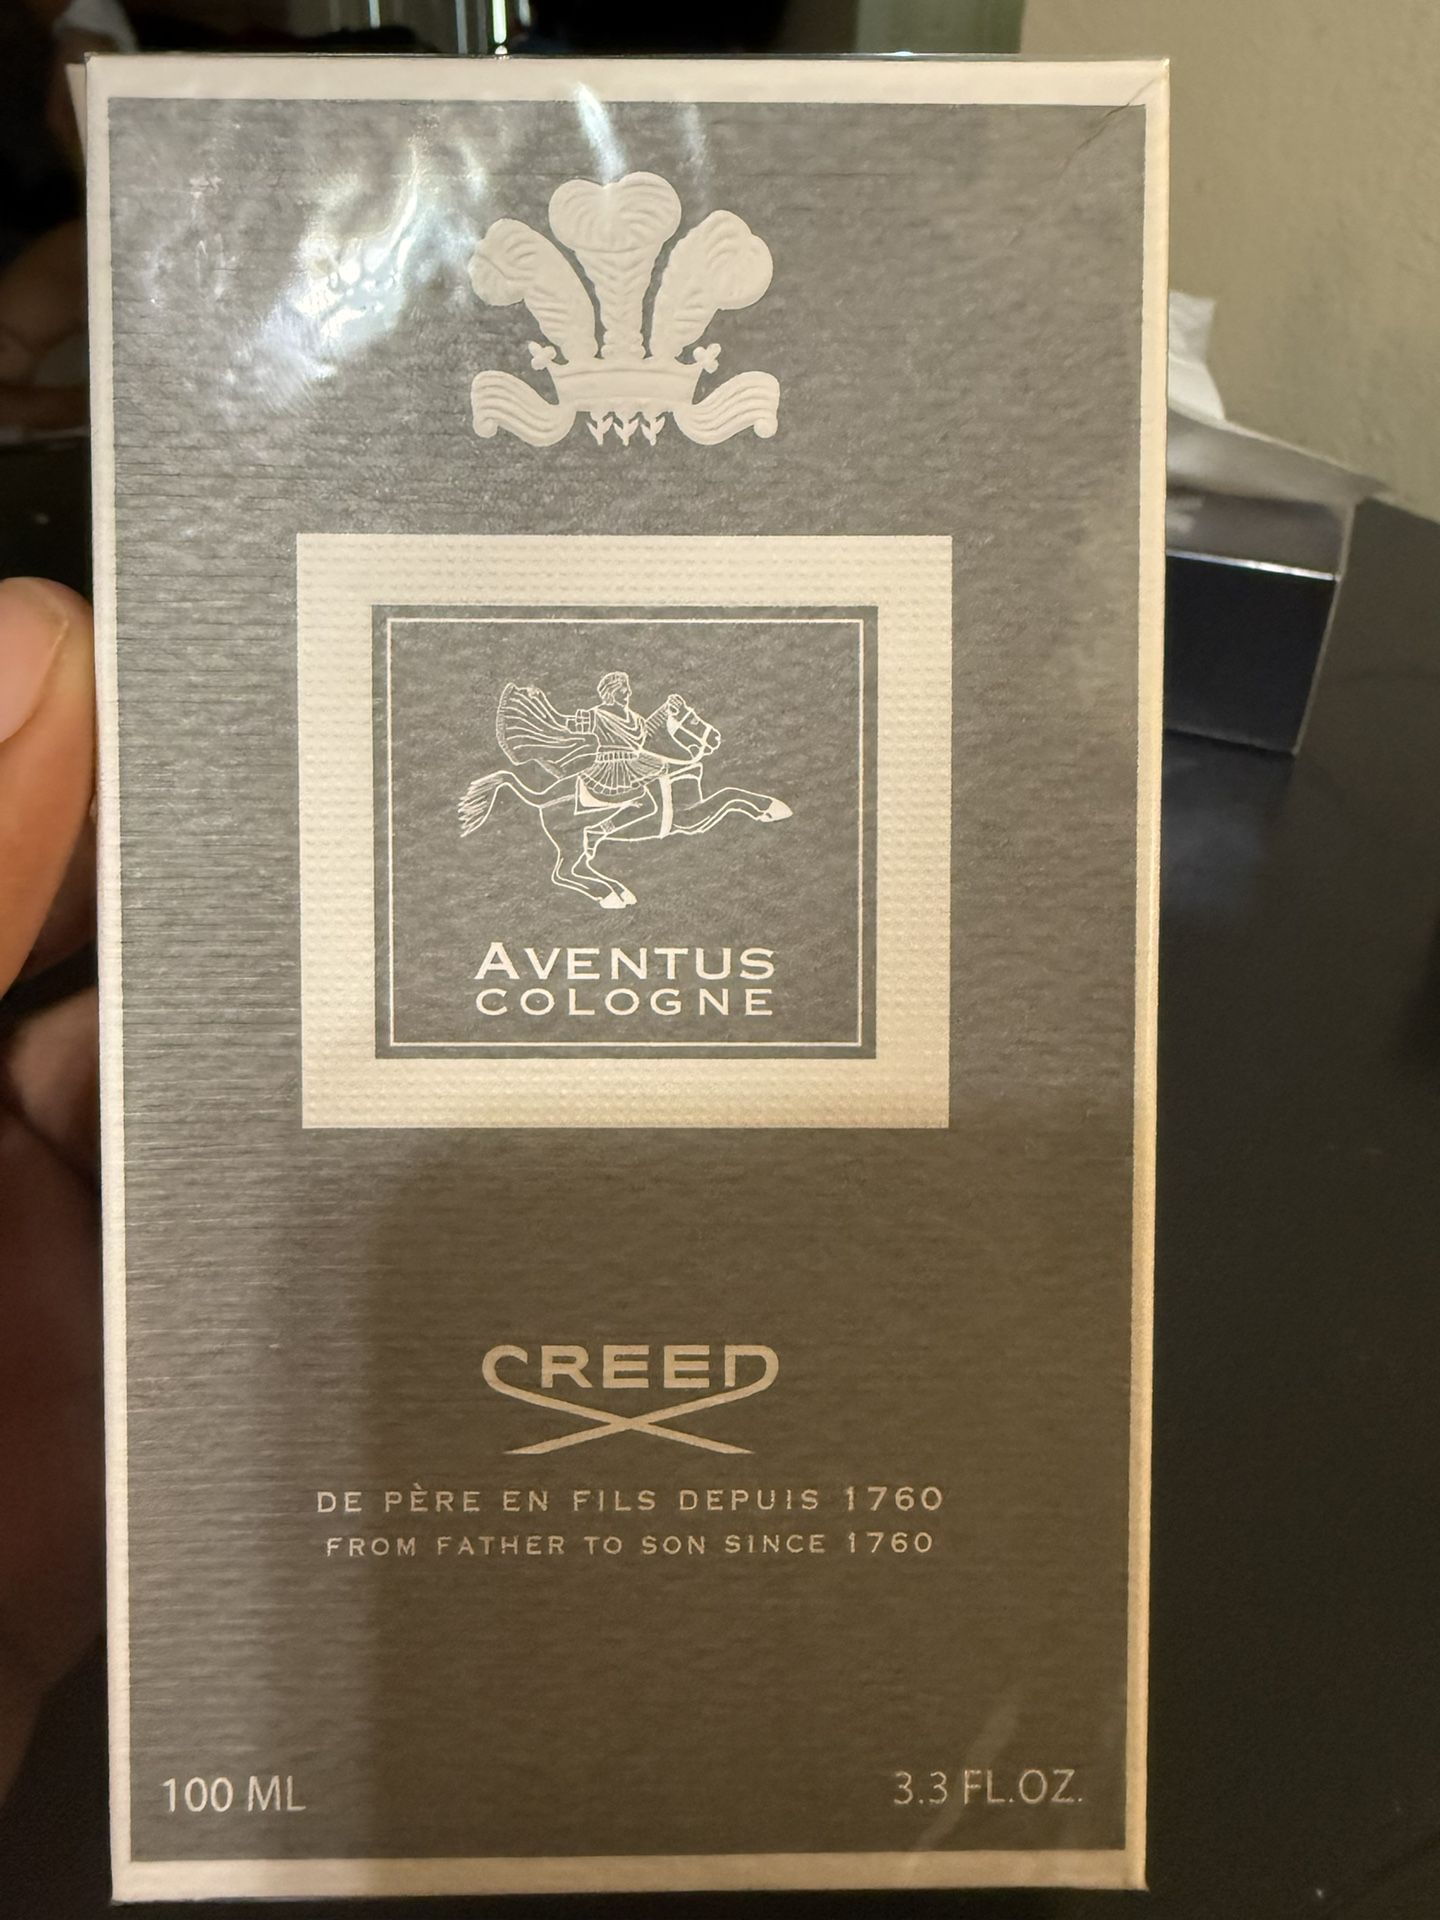 AVENTUS
COLOGNE
CREED
DE PÈRE EN FILS DEPUIS 1760
FROM FATHER TO SON SINCE 1760
100 ML
3.3 FL.OZ.